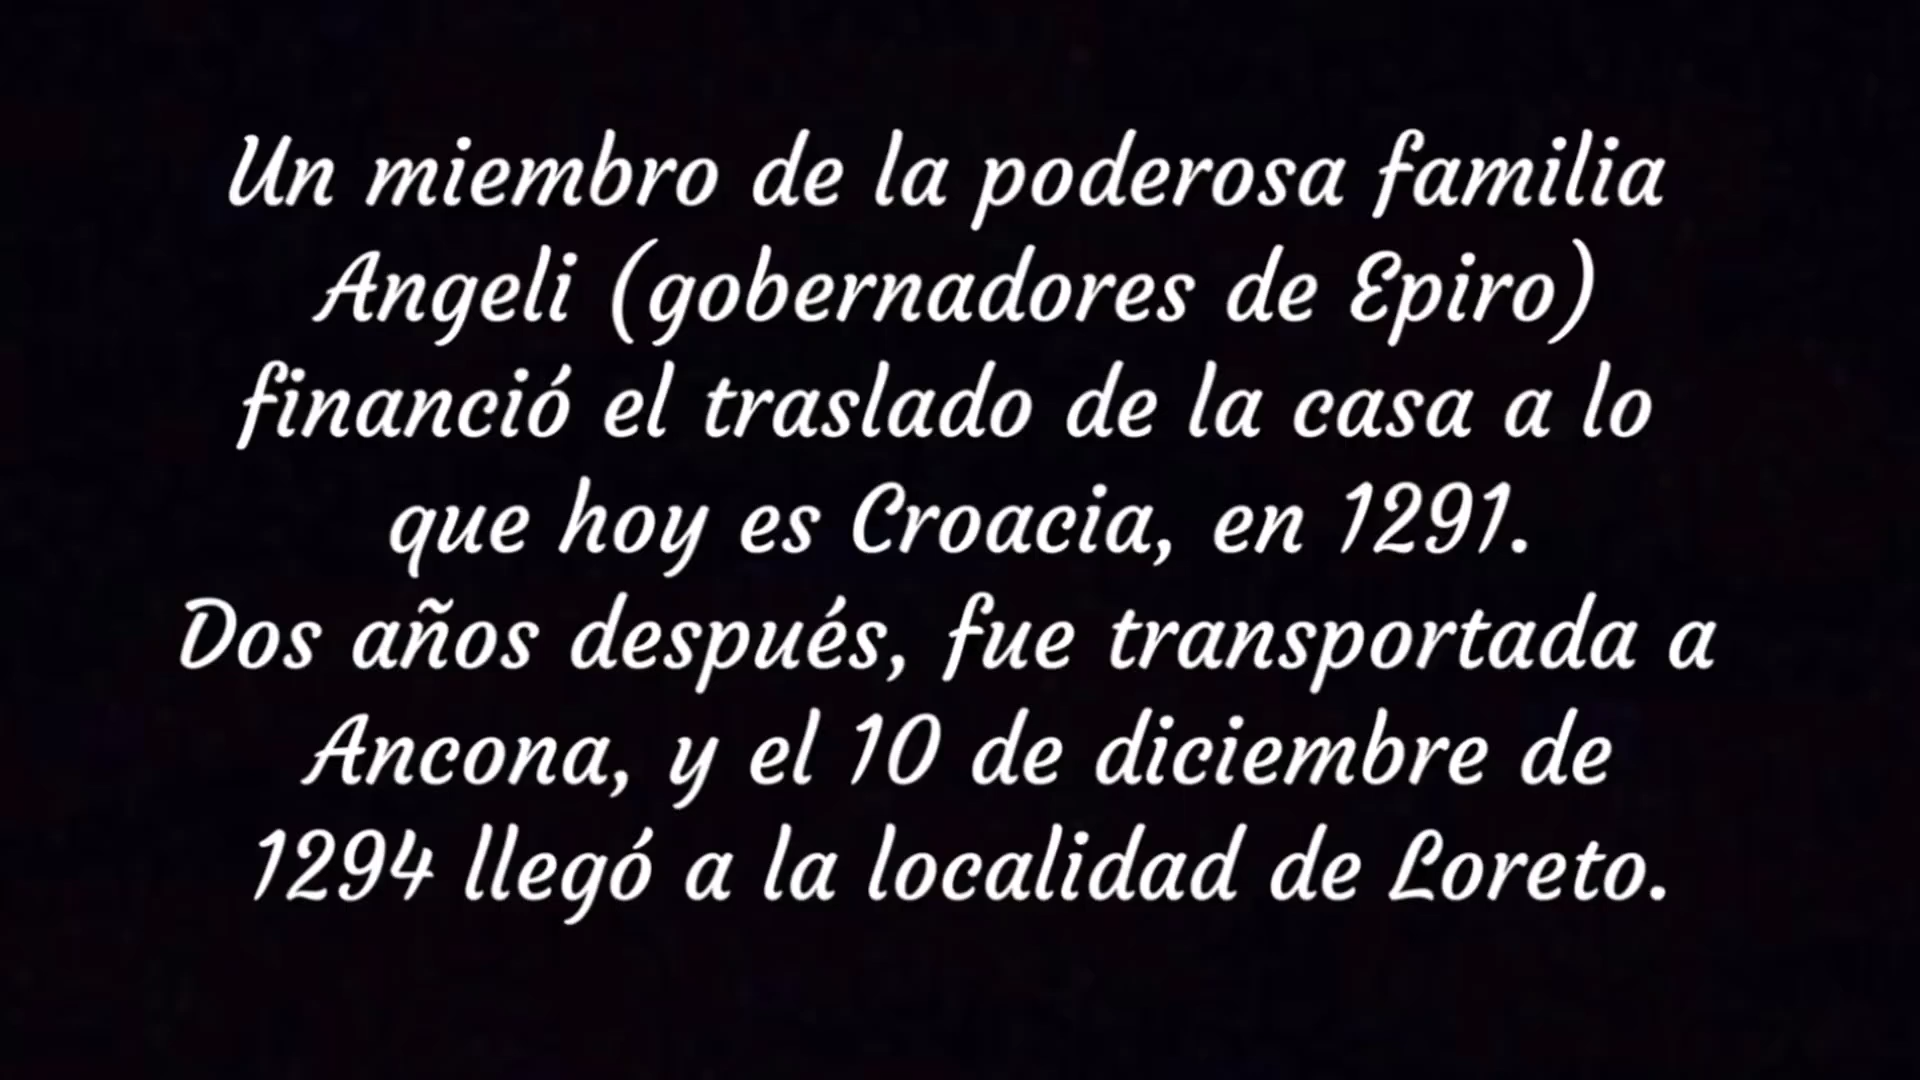 Un miembro de la poderosa familia
Angeli (gobernadores de Epiro)
financió el traslado de la casa a lo
que hoy es Croacia, en 1291.
Dos años después, fue transportada a
Ancona, y el 10 de diciembre de
1294 llegó a la localidad de Loreto.